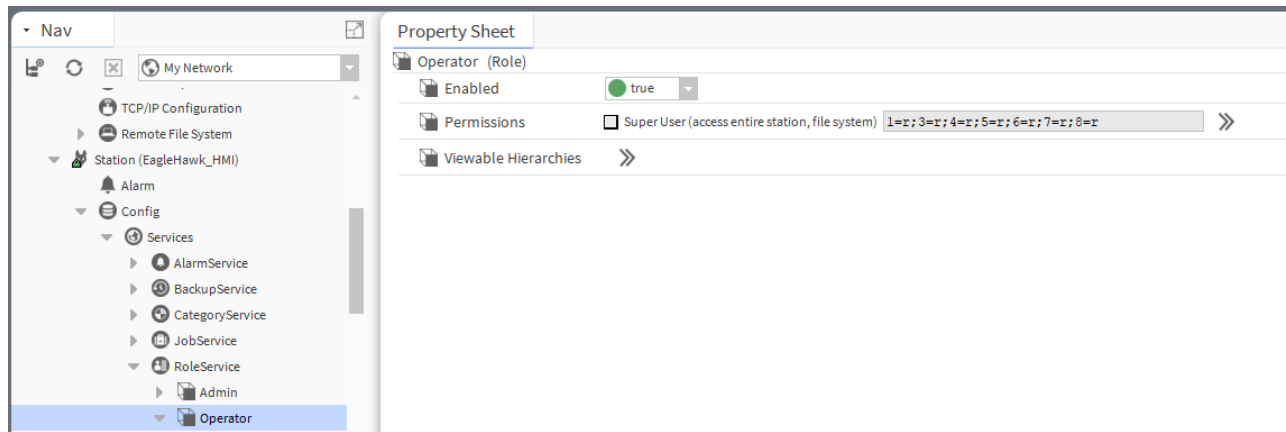 Nav
My Network
TCP/IP Configuration
Remote File System
Station (EagleHawk_HMI)
Alarm
Config
Services
AlarmService
BackupService
CategoryService
JobService
RoleService
Admin
Operator
Property Sheet
Operator (Role)
Enabled true
Permissions Super User (access entire station, file system) 1=r;3=r;4=r;5=r;6=r;7=r;8=r
Viewable Hierarchies